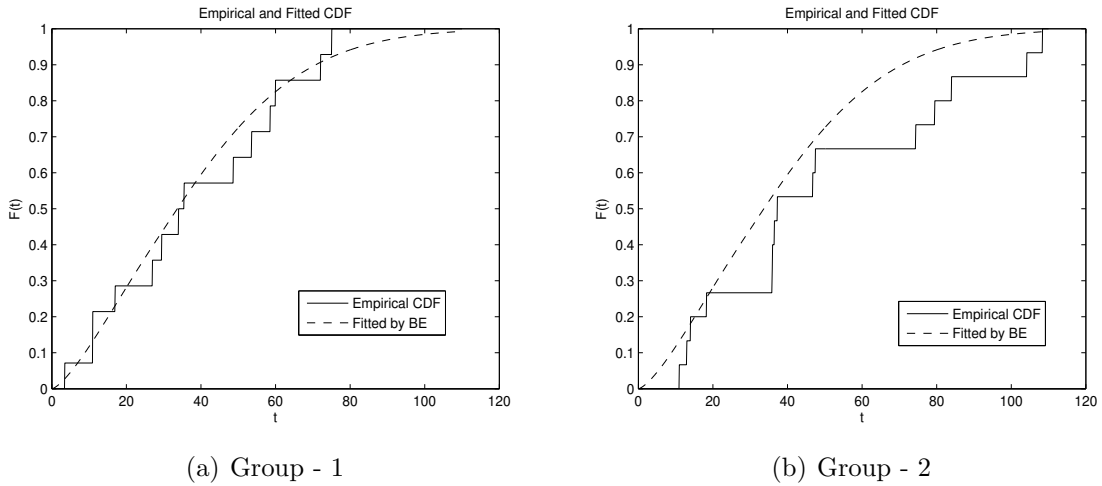 Empirical and Fitted CDF
1
0.9
0.8
0.7
0.6
0.5
0.4
0.3
0.2
0.1
0
F(t)
0 20 40 60 80 100 120
t
Empirical CDF
Fitted by BE
(a) Group - 1
Empirical and Fitted CDF
1
0.9
0.8
0.7
0.6
0.5
0.4
0.3
0.2
0.1
0
F(t)
0 20 40 60 80 100 120
t
Empirical CDF
Fitted by BE
(b) Group - 2